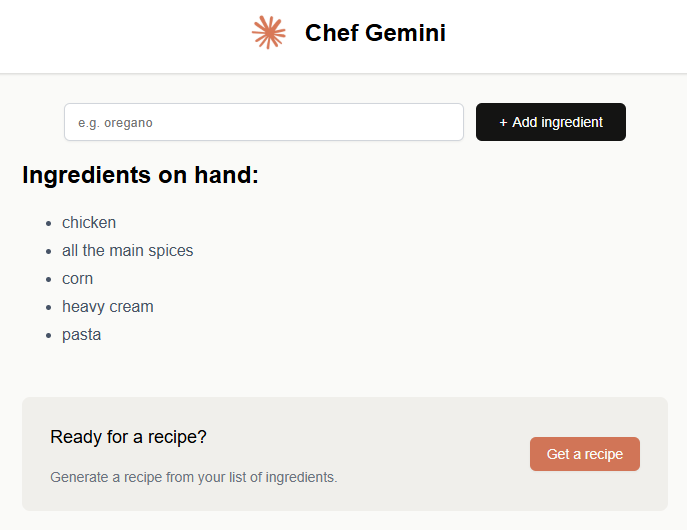 Chef Gemini
e.g. oregano
+ Add ingredient
Ingredients on hand:
chicken
all the main spices
corn
heavy cream
pasta
Ready for a recipe?
Generate a recipe from your list of ingredients.
Get a recipe